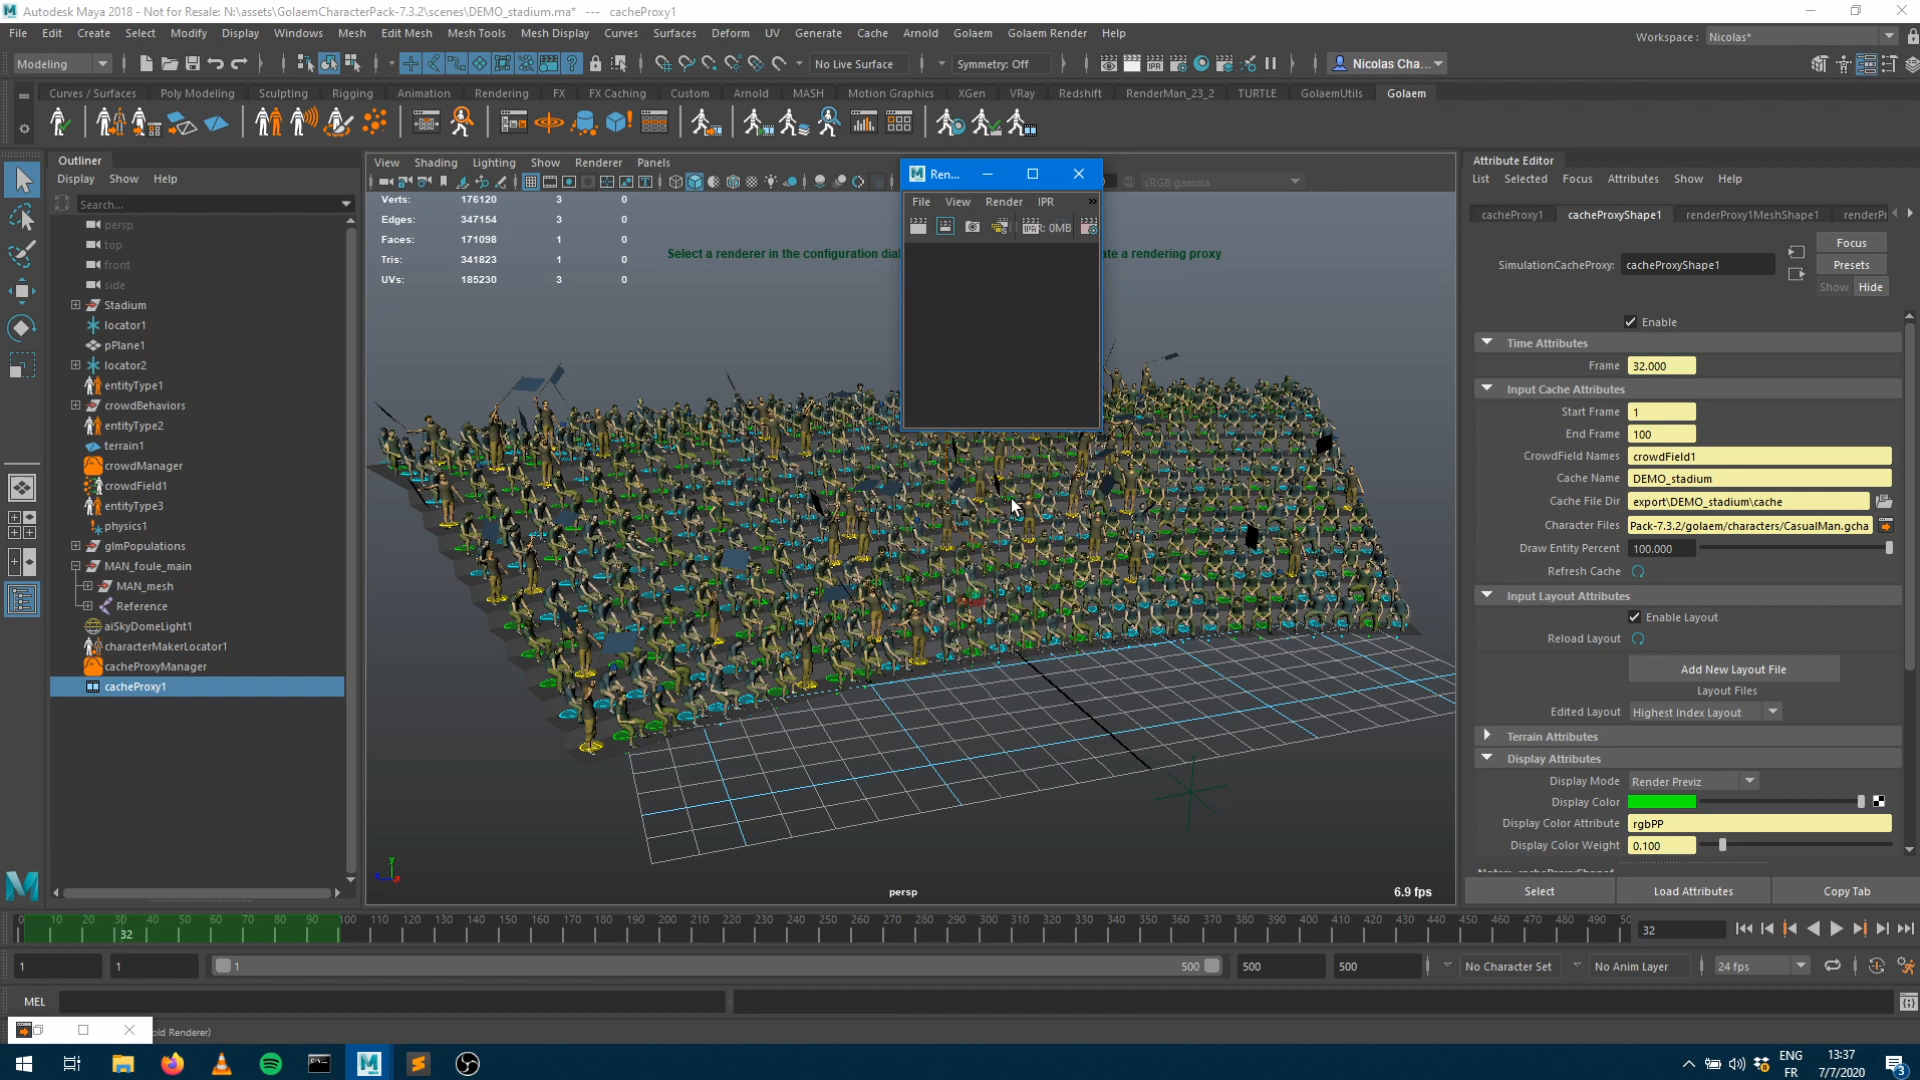 Autodesk Maya 2018 - Not for Resale: N:\assets\GolaemCharacterPack-7.3.2\scenes\DEMO_stadium.ma* --- cacheProxy1
File Edit Create Select Modify Display Windows Mesh Edit Mesh Mesh Tools Mesh Display Curves Surfaces Deform UV Generate Cache Arnold Golaem Golaem Render Help
Workspace : Nicolas*
Modeling No Live Surface Symmetry: Off Nicolas Cha...
Curves / Surfaces Poly Modeling Sculpting Rigging Animation Rendering FX FX Caching Custom Arnold MASH Motion Graphics XGen VRay Redshift RenderMan_23_2 TURTLE GolaemUtils Golaem
Outliner
Display Show Help
Search...
persp
top
front
side
Stadium
locator1
pPlane1
locator2
entityType1
crowdBehaviors
entityType2
terrain1
crowdManager
crowdField1
entityType3
physics1
glmPopulations
MAN_foule_main
MAN_mesh
Reference
aiSkyDomeLight1
characterMakerLocator1
cacheProxyManager
cacheProxy1
View Shading Lighting Show Renderer Panels
sRGB gamma
Verts: 176120 3 0
Edges: 347154 3 0
Faces: 171098 1 0
Tris: 341823 1 0
UVs: 185230 3 0
Select a renderer in the configuration dial
ate a rendering proxy
Ren...
File View Render IPR »
IPR R: 0MB
persp
6.9 fps
Attribute Editor
List Selected Focus Attributes Show Help
cacheProxy1 cacheProxyShape1 renderProxy1MeshShape1 renderPr
SimulationCacheProxy: cacheProxyShape1
Focus
Presets
Show Hide
Enable
Time Attributes
Frame 32.000
Input Cache Attributes
Start Frame 1
End Frame 100
CrowdField Names crowdField1
Cache Name DEMO_stadium
Cache File Dir export\DEMO_stadium\cache
Character Files Pack-7.3.2/golaem/characters/CasualMan.gcha
Draw Entity Percent 100.000
Refresh Cache
Input Layout Attributes
Enable Layout
Reload Layout
Add New Layout File
Layout Files
Edited Layout Highest Index Layout
Terrain Attributes
Display Attributes
Display Mode Render Previz
Display Color
Display Color Attribute rgbPP
Display Color Weight 0.100
Select Load Attributes Copy Tab
0 10 20 30 40 50 60 70 80 90 100 110 120 130 140 150 160 170 180 190 200 210 220 230 240 250 260 270 280 290 300 310 320 330 340 350 360 370 380 390 400 410 420 430 440 450 460 470 480 490 50
32
32
1 1 1 500 500 500 No Character Set No Anim Layer 24 fps
MEL
old Renderer)
ENG
FR
13:37
7/7/2020
3